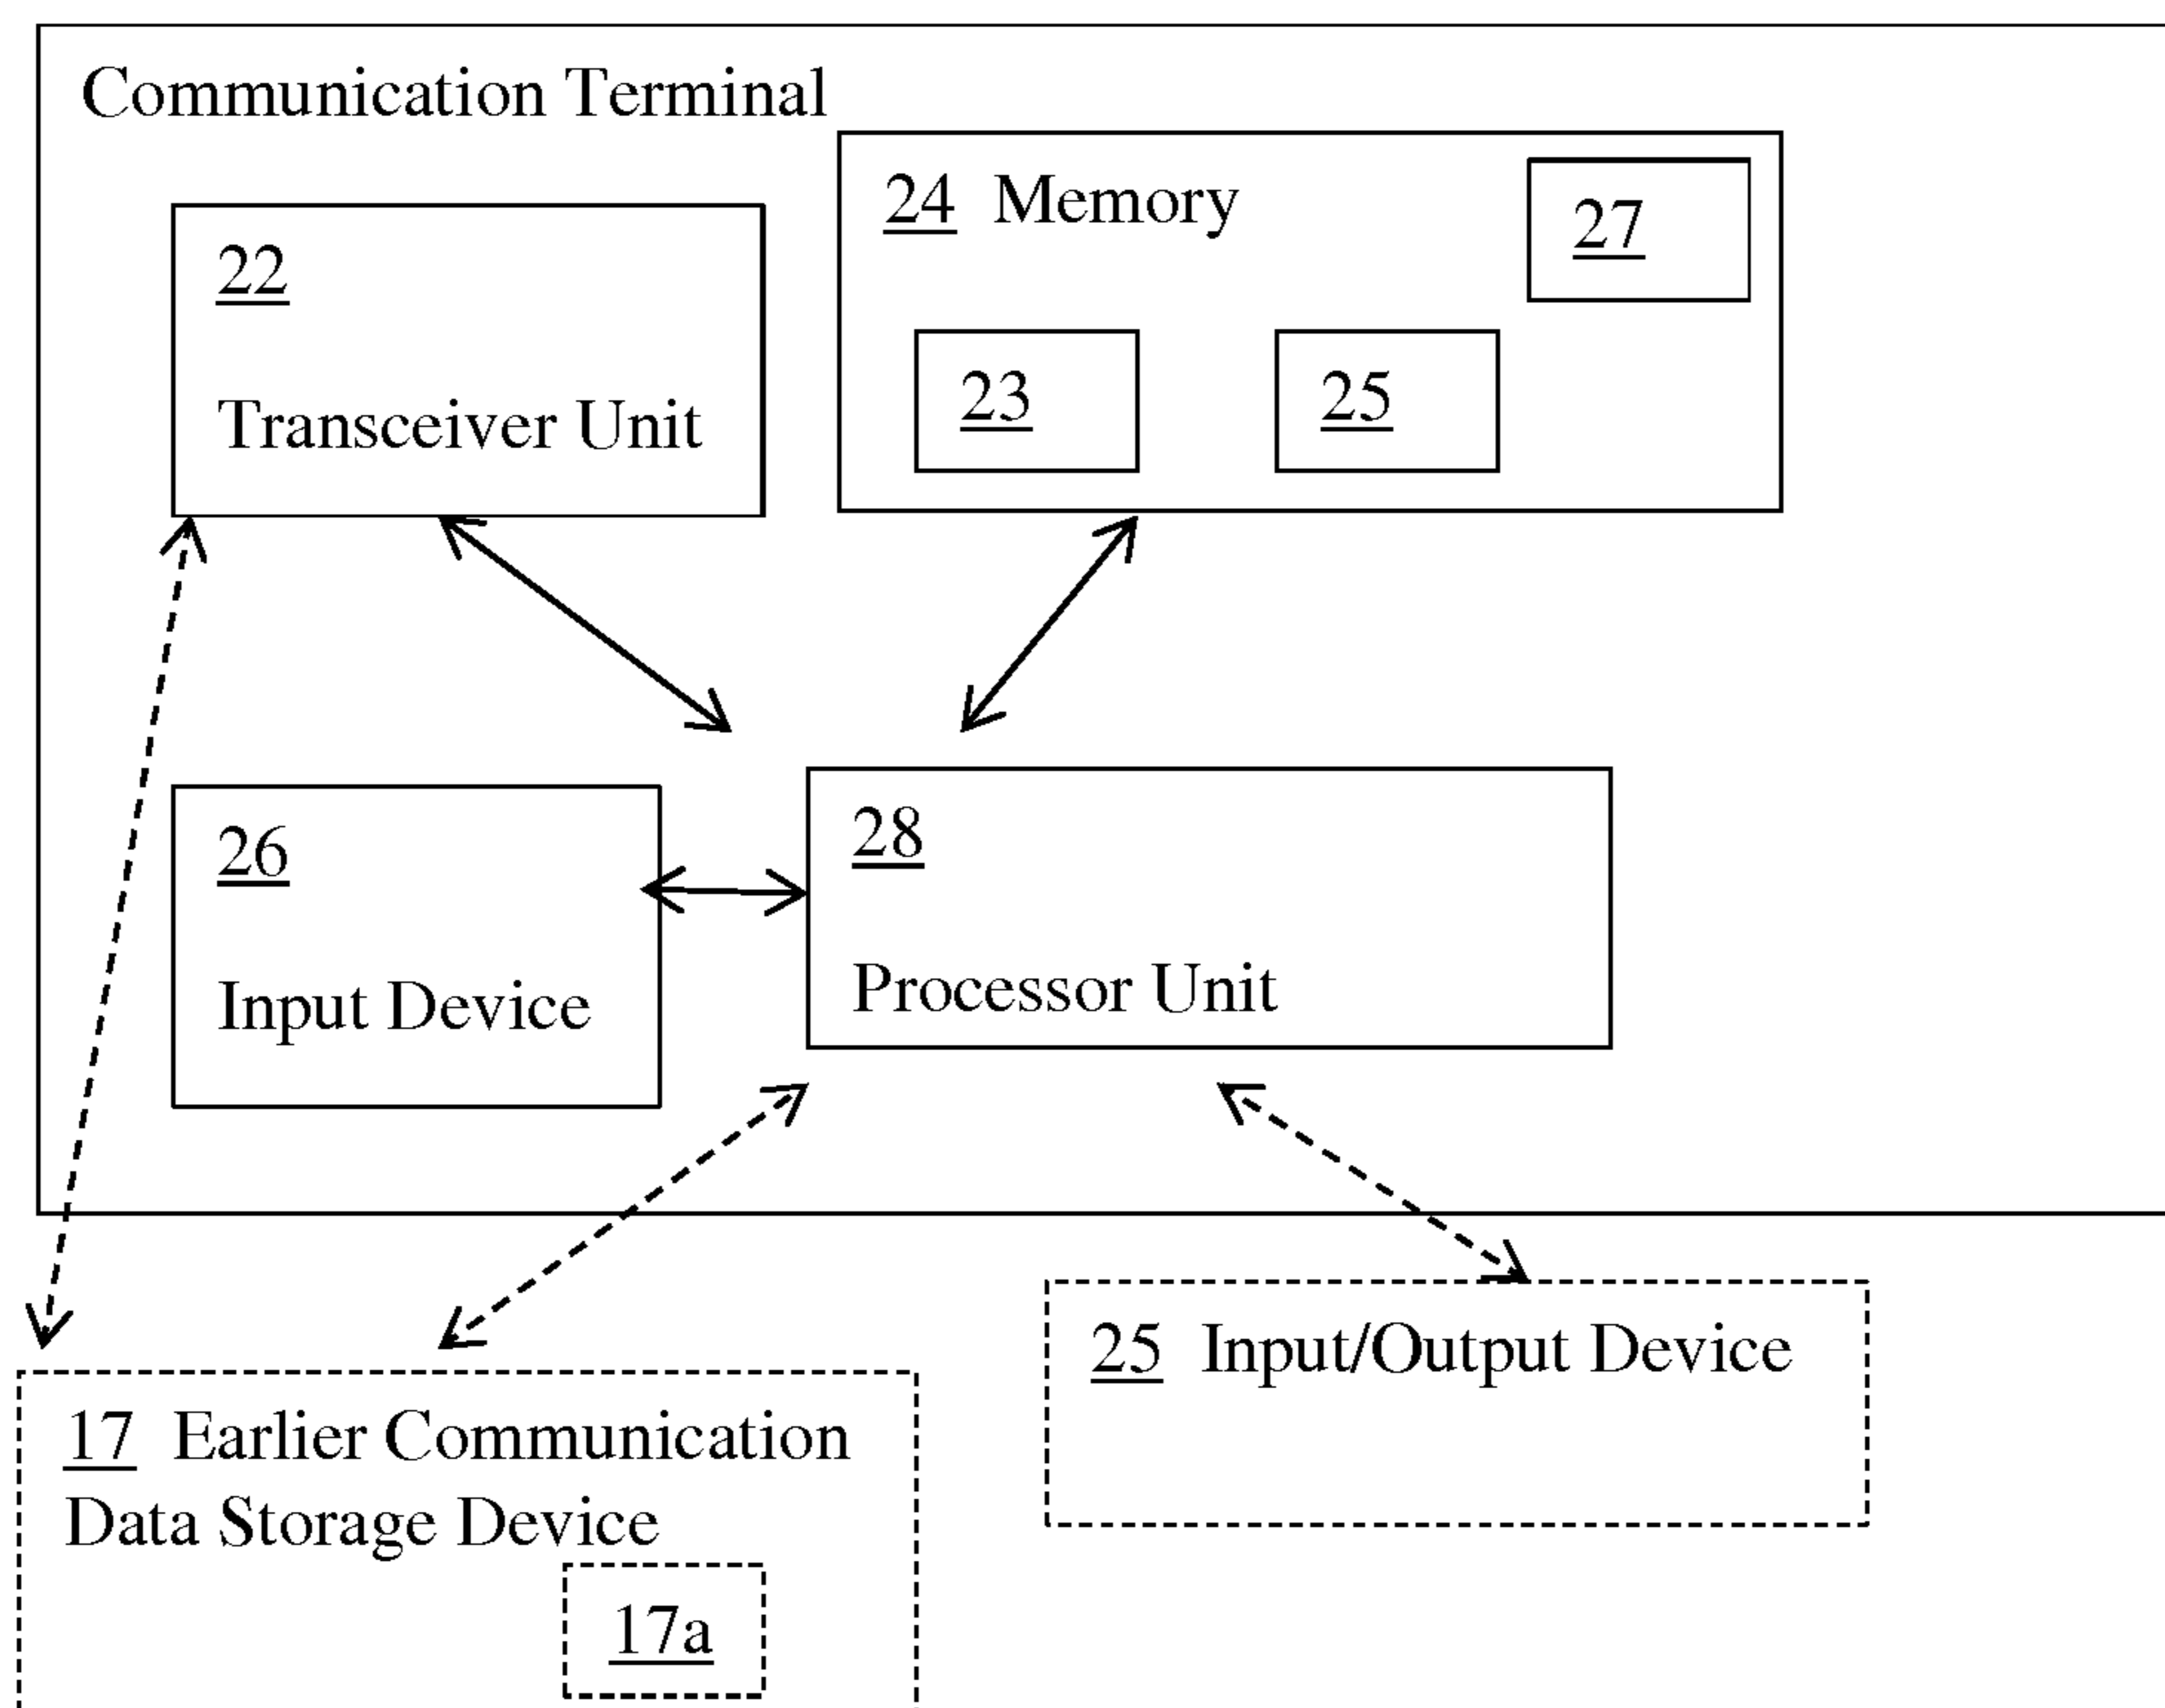 Communication Terminal
24 Memory
27
22
23
25
Transceiver Unit
26
28
Input Device
Processor Unit
25 Input/Output Device
17 Earlier Communication
Data Storage Device
17a